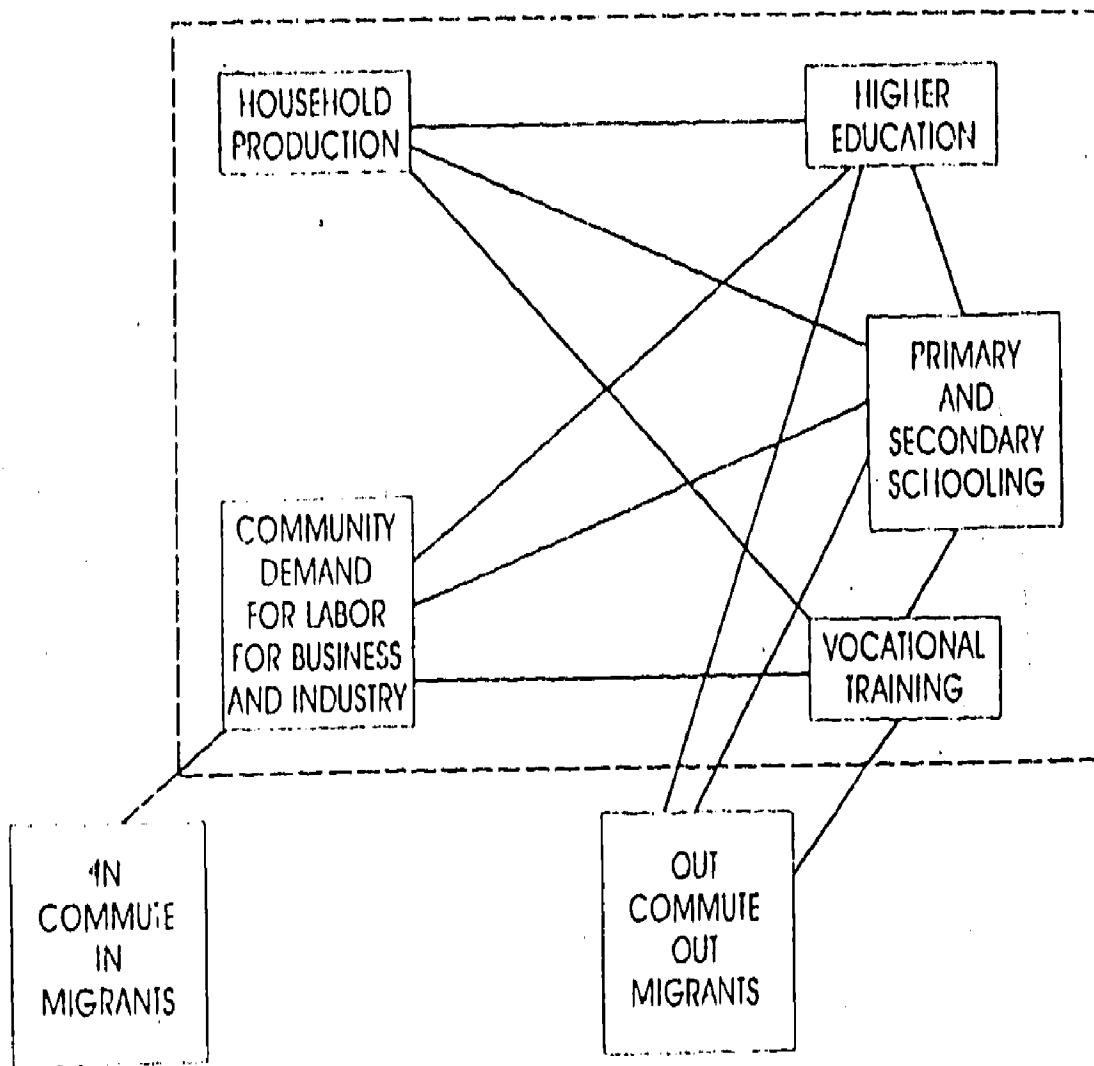 HOUSEHOLD
PRODUCTION
HIGHER
EDUCATION
PRIMARY
AND
SECONDARY
SCHOOLING
COMMUNITY
DEMAND
FOR LABOR
FOR BUSINESS
AND INDUSTRY
VOCATIONAL
TRAINING
IN
COMMUTE
IN
MIGRANTS
OUT
COMMUTE
OUT
MIGRANTS